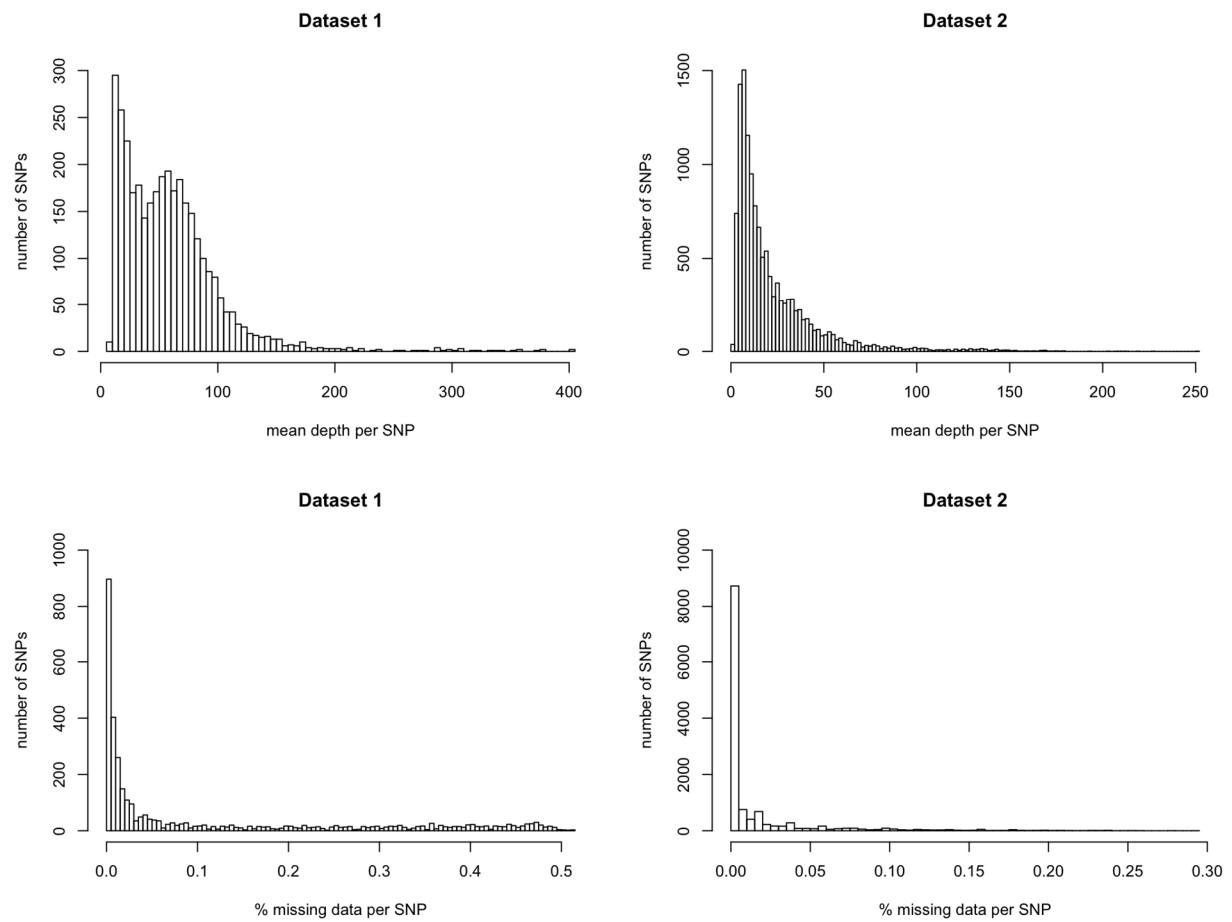 Dataset 1
number of SNPs
0 50 100 150 200 250 300
0 100 200 300 400
mean depth per SNP
Dataset 2
number of SNPs
0 500 1000 1500
0 50 100 150 200 250
mean depth per SNP
Dataset 1
number of SNPs
0 200 400 600 800 1000
0.0 0.1 0.2 0.3 0.4 0.5
% missing data per SNP
Dataset 2
number of SNPs
0 2000 4000 6000 8000 10000
0.00 0.05 0.10 0.15 0.20 0.25 0.30
% missing data per SNP